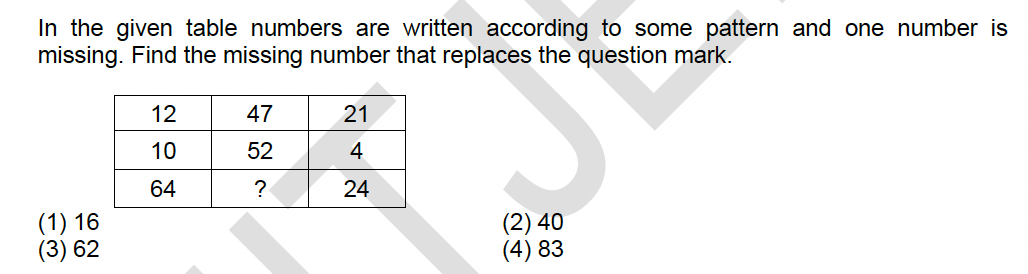 In the given table numbers are written according to some pattern and one number is
missing. Find the missing number that replaces the question mark.
12 47 21
10 52 4
64 ? 24
(1) 16 (2) 40
(3) 62 (4) 83